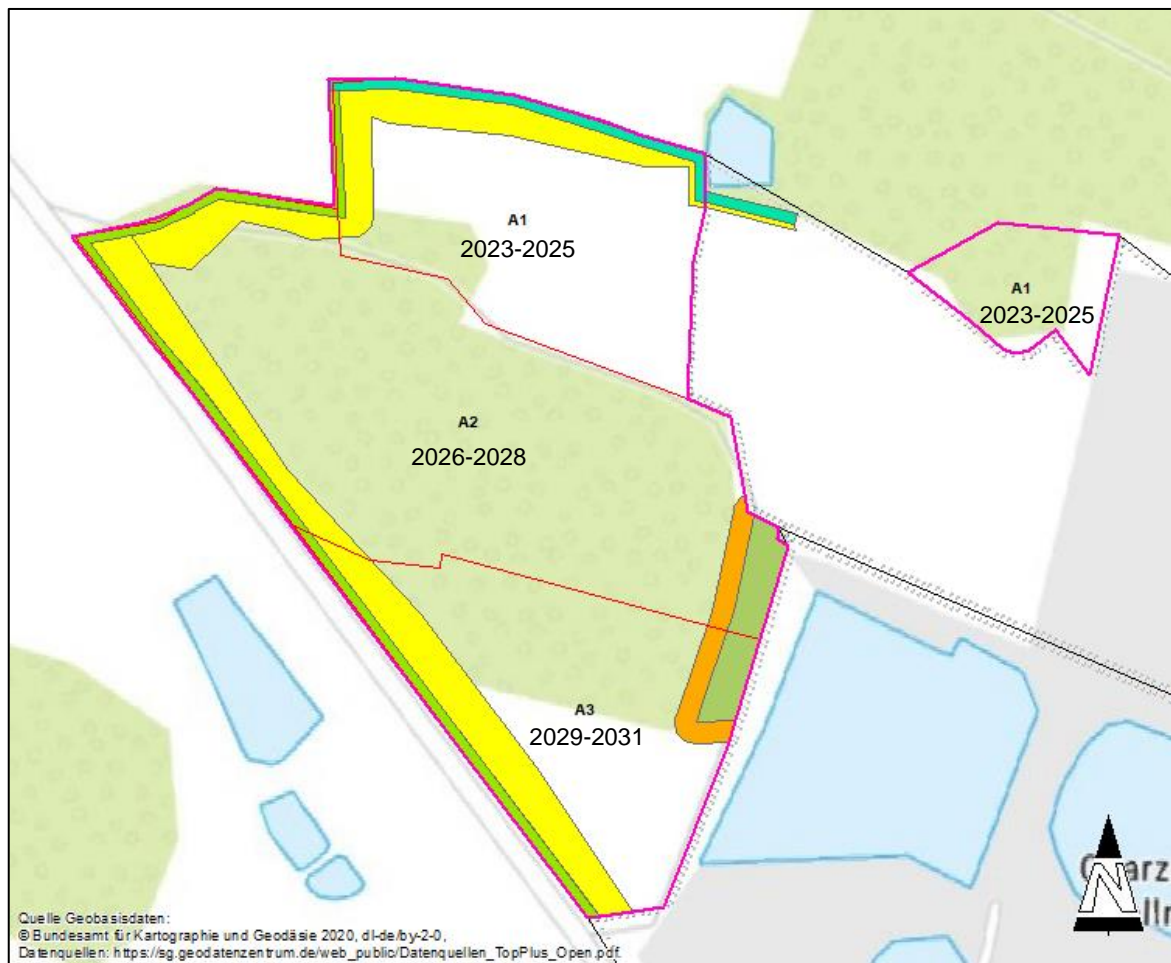 A1
2023-2025
A1
2023-2025
A2
2026-2028
A3
2029-2031
N
Quelle Geobasisdaten:
© Bundesamt für Kartographie und Geodäsie 2020, dl-de/by-2-0,
Datenquellen: https://sg.geodatenzentrum.de/web_public/Datenquellen_TopPlus_Open.pdf.